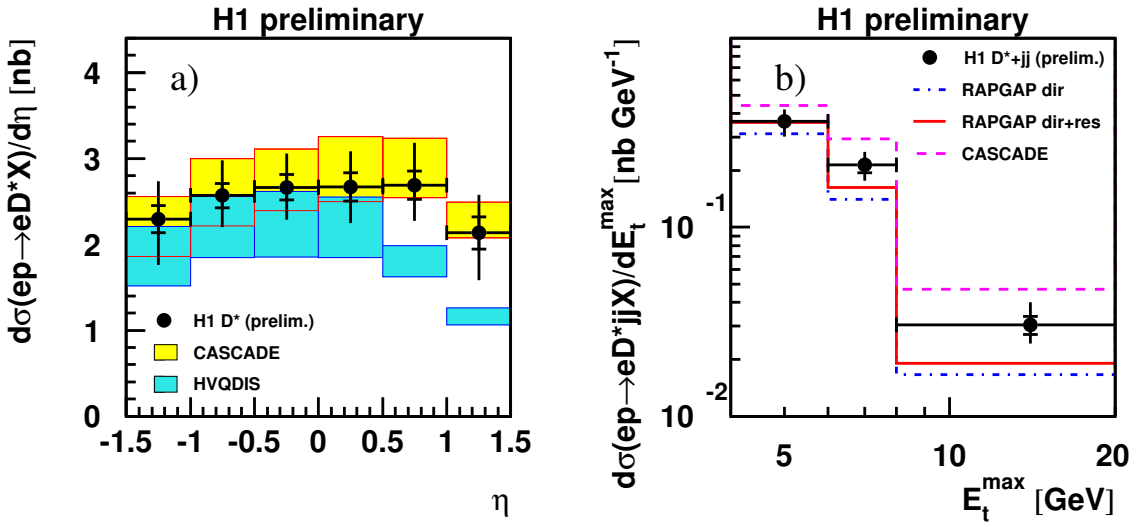 H1 preliminary
dσ(ep→eD*X)/dη [nb]
a)
4
3
2
1
0
H1 D* (prelim.)
CASCADE
HVQDIS
-1.5 -1 -0.5 0 0.5 1 1.5
η
H1 preliminary
dσ(ep→eD*jjX)/dE_t^max [nb GeV^-1]
b)
H1 D*+jj (prelim.)
RAPGAP dir
RAPGAP dir+res
CASCADE
10^-1
10^-2
5 10 20
E_t^max [GeV]